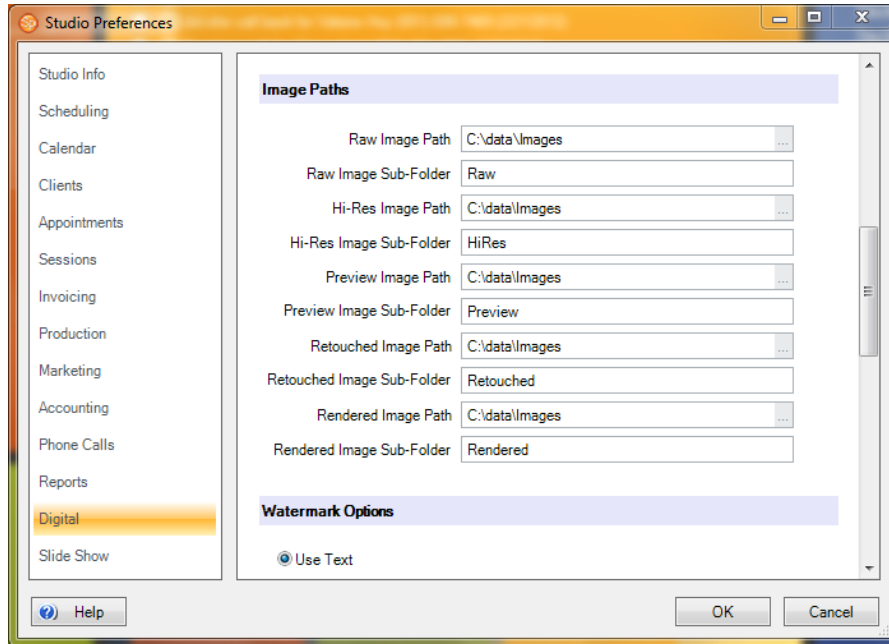 Studio Preferences
Studio Info
Scheduling
Calendar
Clients
Appointments
Sessions
Invoicing
Production
Marketing
Accounting
Phone Calls
Reports
Digital
Slide Show
Image Paths
Raw Image Path C:\data\Images ...
Raw Image Sub-Folder Raw
Hi-Res Image Path C:\data\Images ...
Hi-Res Image Sub-Folder HiRes
Preview Image Path C:\data\Images ...
Preview Image Sub-Folder Preview
Retouched Image Path C:\data\Images ...
Retouched Image Sub-Folder Retouched
Rendered Image Path C:\data\Images ...
Rendered Image Sub-Folder Rendered
Watermark Options
Use Text
Help OK Cancel